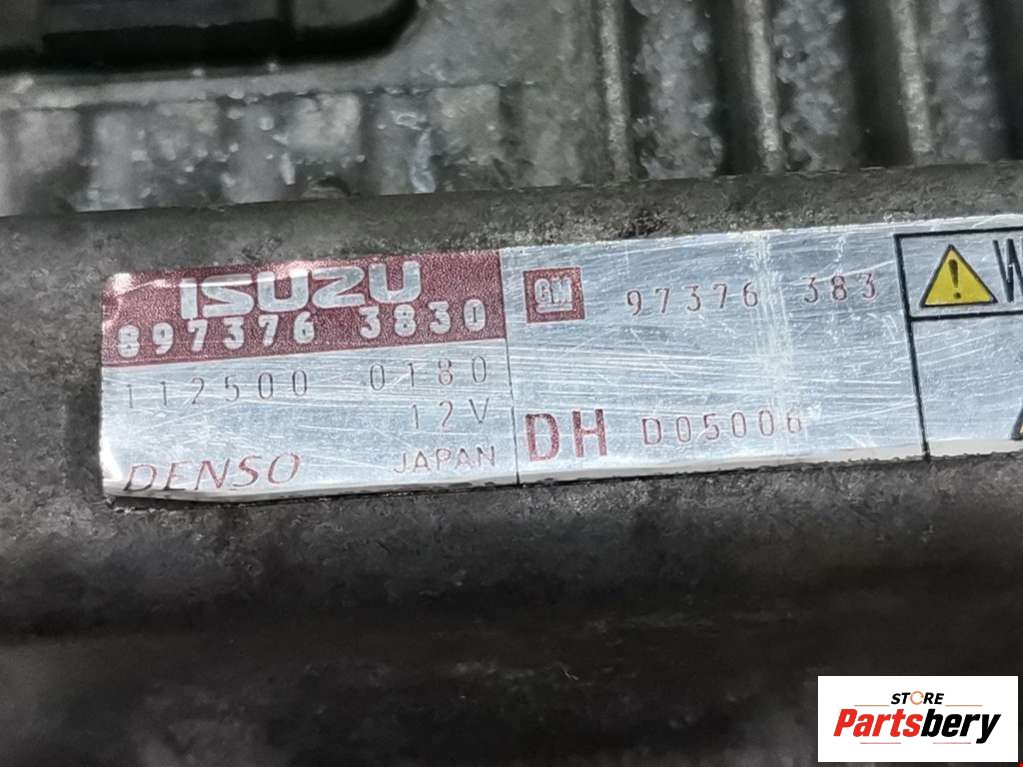 ISUZU
897376 3830
112500 0180
12V
DENSO JAPAN
GM 97376 383
DH D05006
STORE
Partsbery